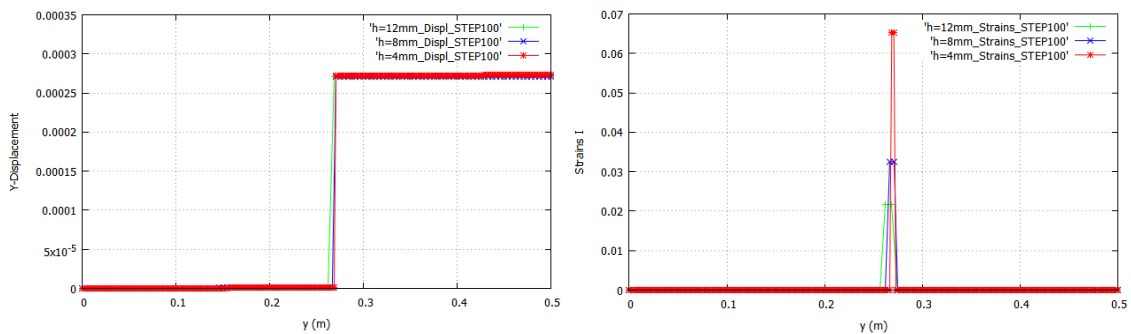 0.00035
0.0003
0.00025
0.0002
0.00015
0.0001
5x10⁻⁵
0
Y-Displacement
'h=12mm_Displ_STEP100'
'h=8mm_Displ_STEP100'
'h=4mm_Displ_STEP100'
0 0.1 0.2 0.3 0.4 0.5
y (m)
0.07
0.06
0.05
0.04
0.03
0.02
0.01
0
Strains I
'h=12mm_Strains_STEP100'
'h=8mm_Strains_STEP100'
'h=4mm_Strains_STEP100'
0 0.1 0.2 0.3 0.4 0.5
y (m)